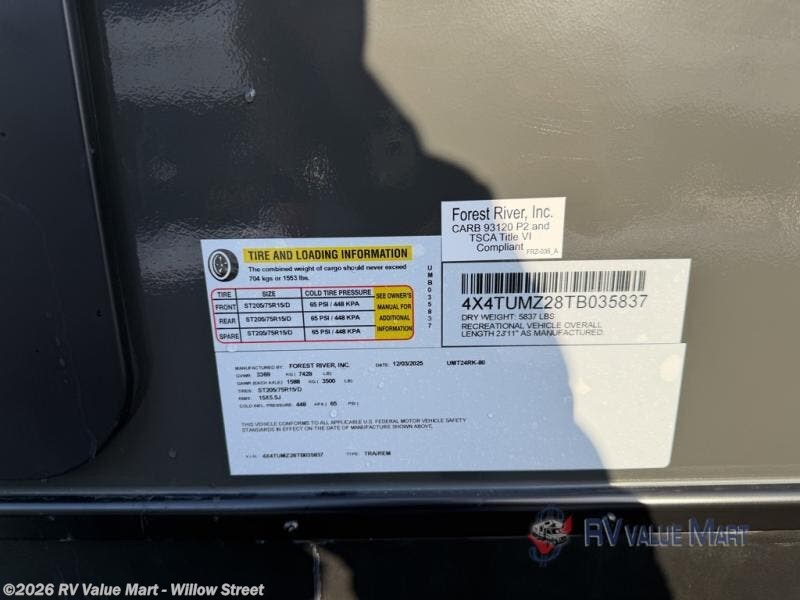 Forest River, Inc.
CARB 93120 P2 and
TSCA Title VI
Compliant
FRZ-035_A
TIRE AND LOADING INFORMATION
The combined weight of cargo should never exceed
704 kgs or 1553 lbs.
TIRE SIZE COLD TIRE PRESSURE
FRONT ST205/75R15/D 65 PSI / 448 KPA
REAR ST205/75R15/D 65 PSI / 448 KPA
SPARE ST205/75R15/D 65 PSI / 448 KPA
SEE OWNER'S
MANUAL FOR
ADDITIONAL
INFORMATION
UMB035837
4X4TUMZ28TB035837
DRY WEIGHT: 5837 LBS
RECREATIONAL VEHICLE OVERALL
LENGTH 23'11" AS MANUFACTURED.
MANUFACTURED BY: FOREST RIVER, INC. DATE: 12/03/2025 UMT24RK-80
GVWR: 3369 KG ( 7428 LB)
GAWR (EACH AXLE) 1588 KG ( 3500 LB)
TIRES: ST205/75R15/D
RIMS: 15X5.5J
COLD INFL. PRESSURE: 448 KPA ( 65 PSI )
THIS VEHICLE CONFORMS TO ALL APPLICABLE U.S. FEDERAL MOTOR VEHICLE SAFETY
STANDARDS IN EFFECT ON THE DATE OF MANUFACTURE SHOWN ABOVE.
V.I.N. 4X4TUMZ28TB035837 TYPE: TRA/REM
RV VALUE MART
©2026 RV Value Mart - Willow Street